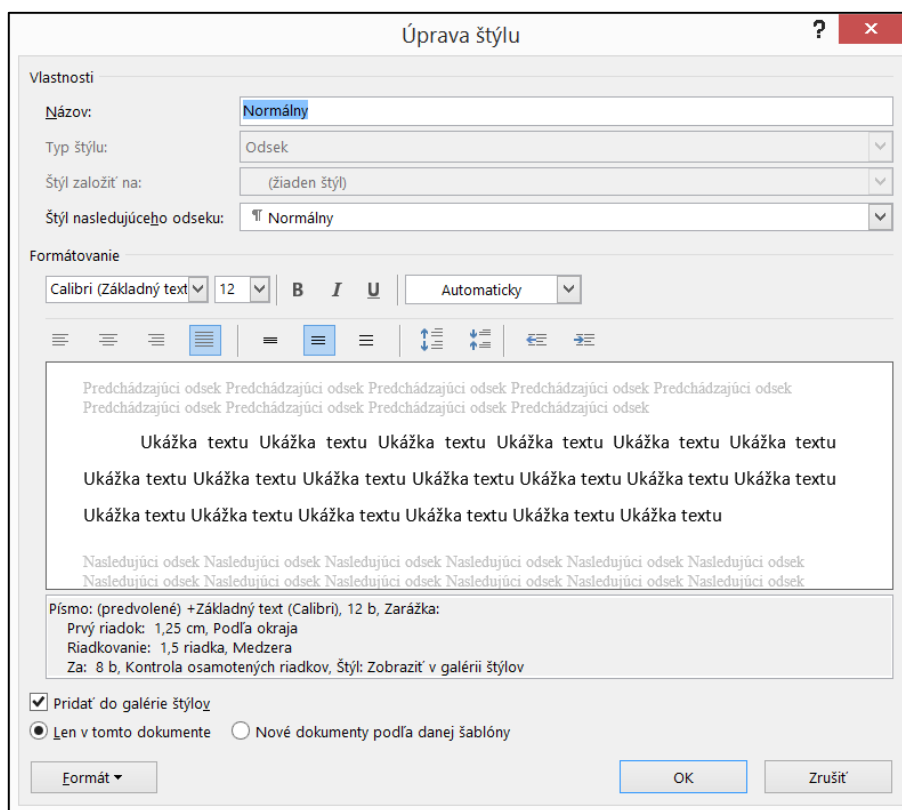 Úprava štýlu
?
Vlastnosti
Názov: Normálny
Typ štýlu: Odsek
Štýl založiť na: (žiaden štýl)
Štýl nasledujúceho odseku: ¶ Normálny
Formátovanie
Calibri (Základný text 12 B I U Automaticky
Predchádzajúci odsek Predchádzajúci odsek Predchádzajúci odsek Predchádzajúci odsek Predchádzajúci odsek
Predchádzajúci odsek Predchádzajúci odsek Predchádzajúci odsek Predchádzajúci odsek
Ukážka textu Ukážka textu Ukážka textu Ukážka textu Ukážka textu Ukážka textu
Ukážka textu Ukážka textu Ukážka textu Ukážka textu Ukážka textu Ukážka textu Ukážka textu
Ukážka textu Ukážka textu Ukážka textu Ukážka textu Ukážka textu Ukážka textu
Nasledujúci odsek Nasledujúci odsek Nasledujúci odsek Nasledujúci odsek Nasledujúci odsek Nasledujúci odsek
Nasledujúci odsek Nasledujúci odsek Nasledujúci odsek Nasledujúci odsek Nasledujúci odsek Nasledujúci odsek
Písmo: (predvolené) +Základný text (Calibri), 12 b, Zarážka:
Prvý riadok: 1,25 cm, Podľa okraja
Riadkovanie: 1,5 riadka, Medzera
Za: 8 b, Kontrola osamotených riadkov, Štýl: Zobraziť v galérii štýlov
Pridať do galérie štýlov
Len v tomto dokumente Nové dokumenty podľa danej šablóny
Formát OK Zrušiť